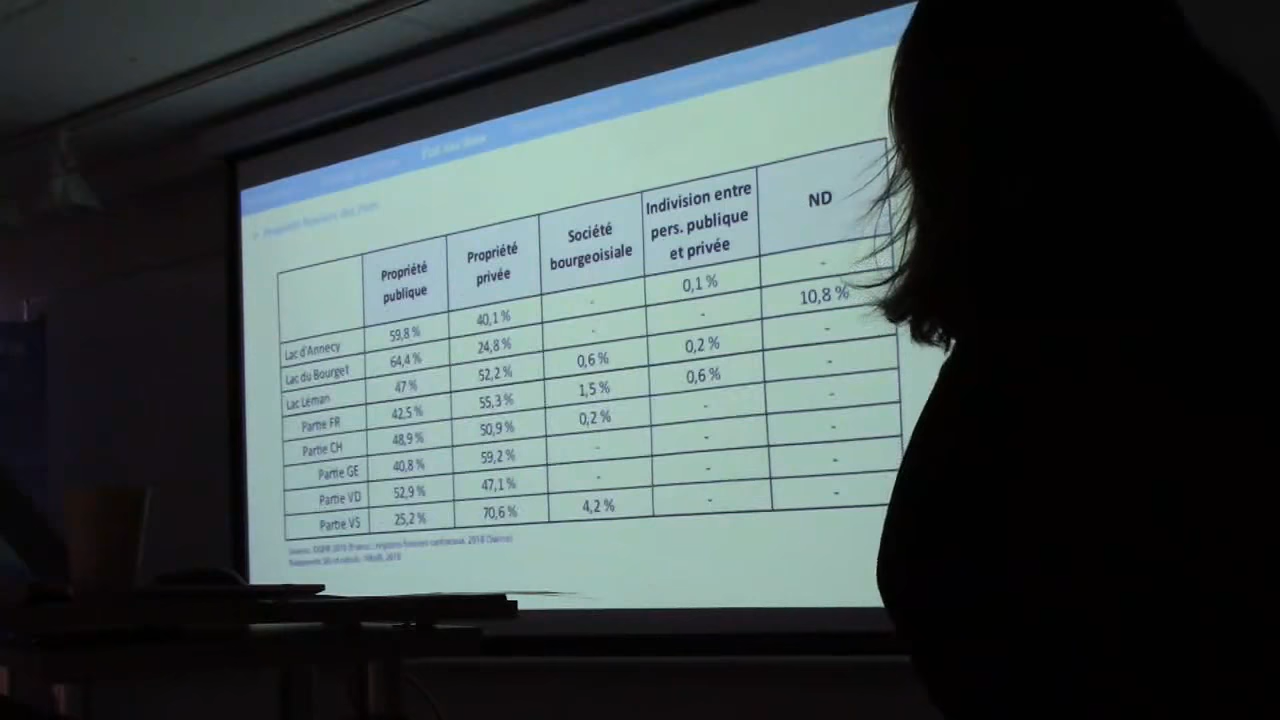 Propriété publique
Propriété privée
Société bourgeoisiale
Indivision entre pers. publique et privée
ND
Lac d'Annecy 59,8 % 40,1 % - 0,1 % -
Lac du Bourget 64,4 % 24,8 % - - 10,8 %
Lac Léman 47 % 52,2 % 0,6 % 0,2 % -
Partie FR 42,5 % 55,3 % 1,5 % 0,6 % -
Partie CH 48,9 % 50,9 % 0,2 % - -
Partie GE 40,8 % 59,2 % - - -
Partie VD 52,9 % 47,1 % - - -
Partie VS 25,2 % 70,6 % 4,2 % - -